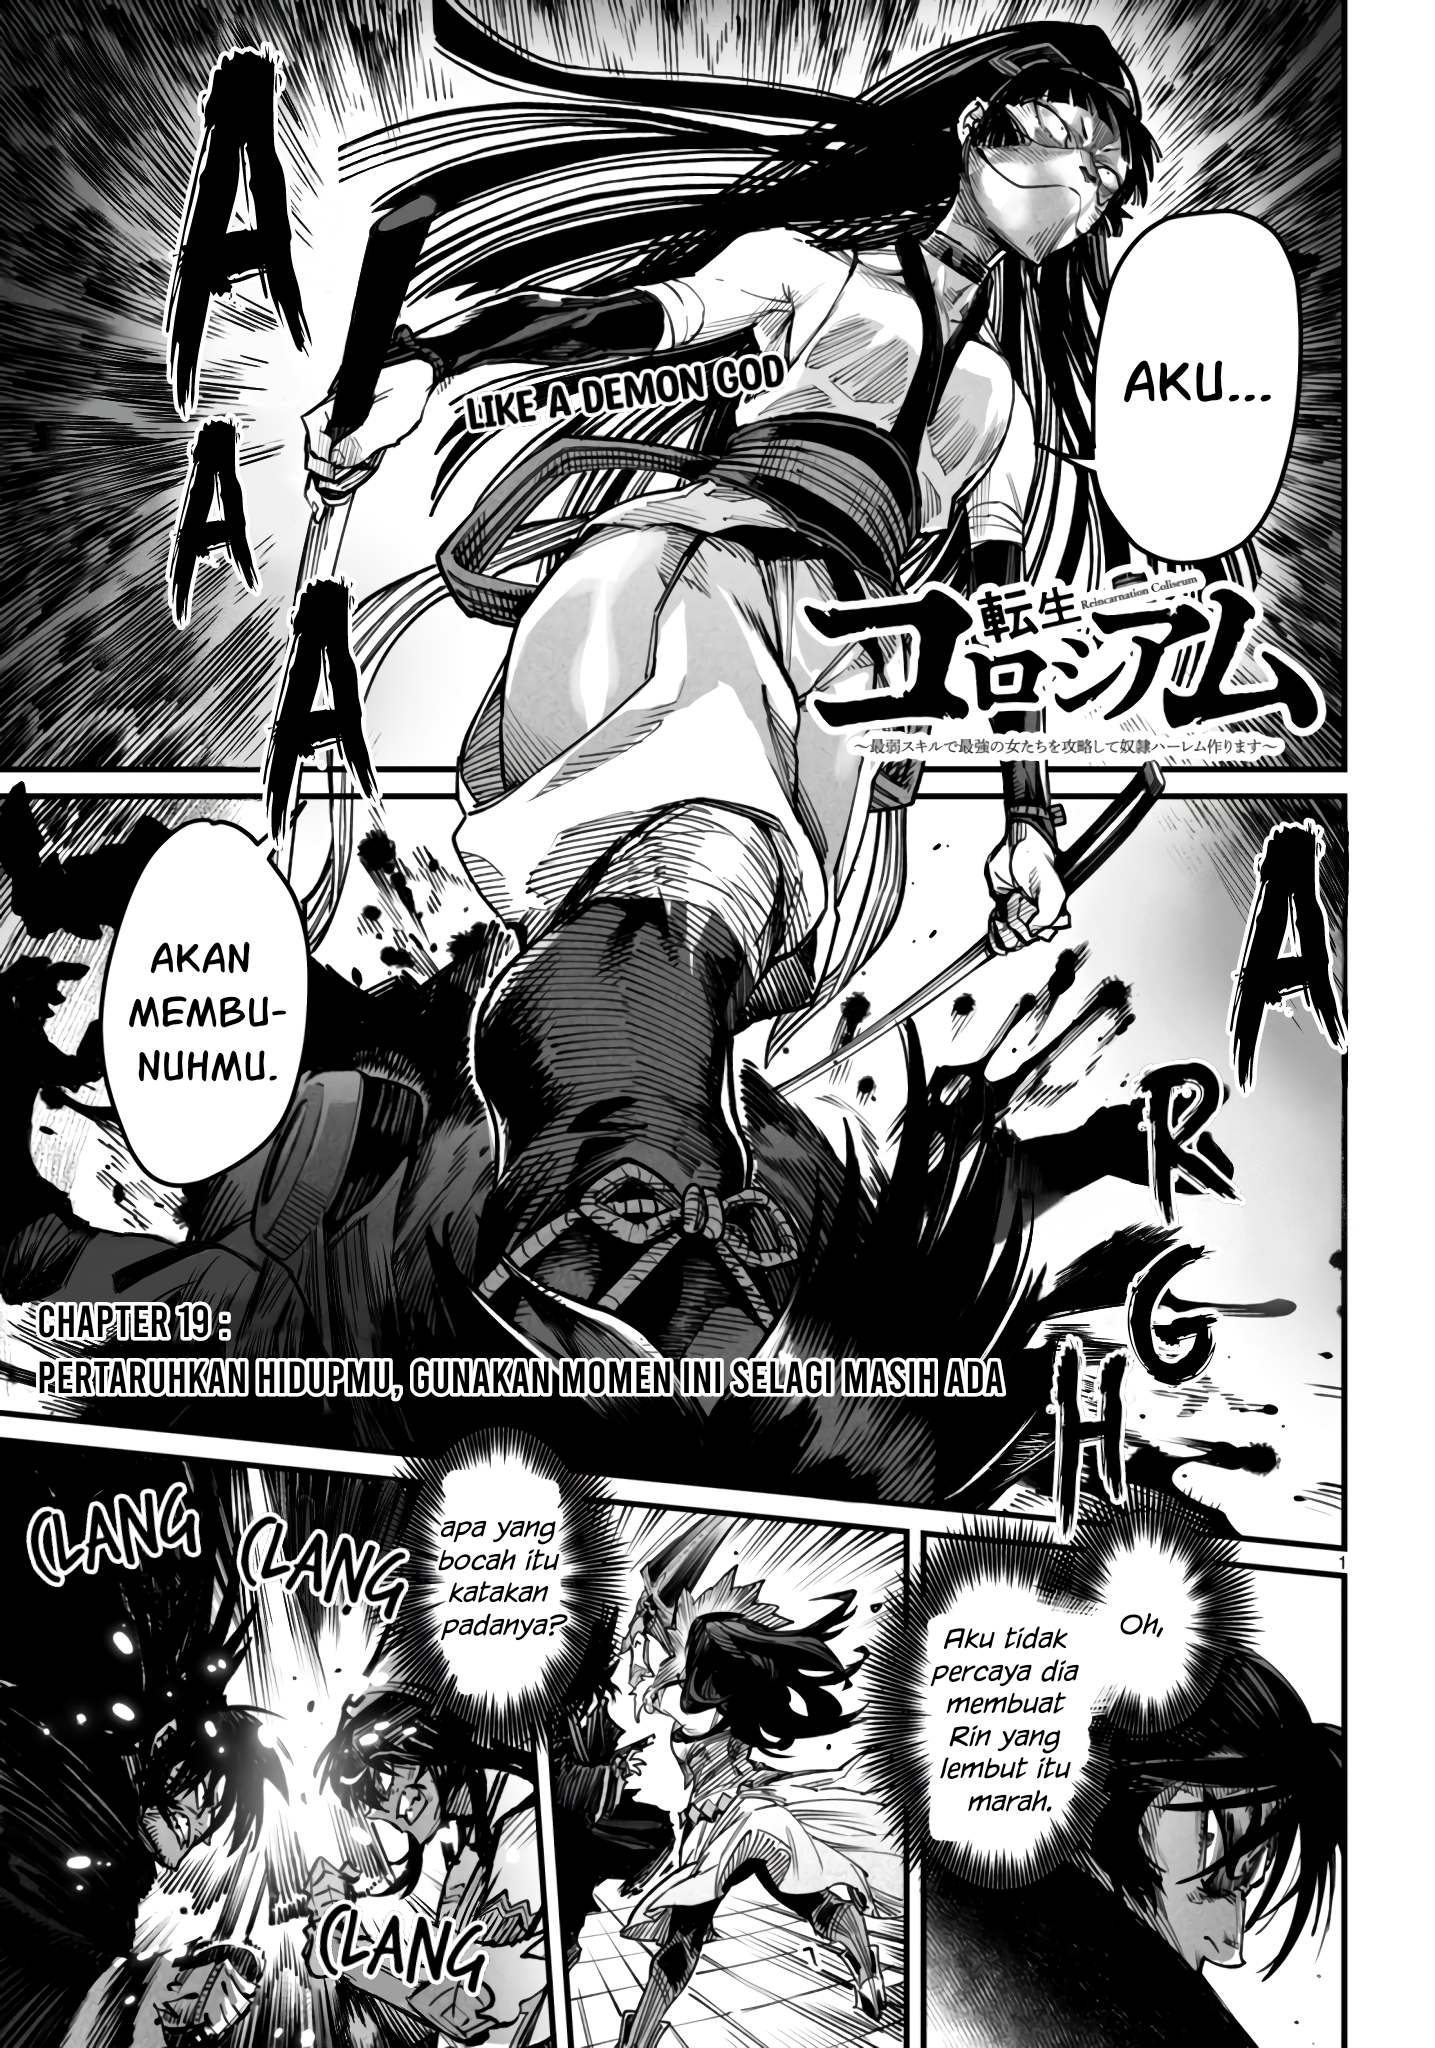 A
A
A
AKU...
LIKE A DEMON GOD
Reincarnation Coliseum
転生
コロシアム
～最弱スキルで最強の女たちを攻略して奴隷ハーレム作ります～
A
R
G
H
AKAN
MEMBU-
NUHMU.
CHAPTER 19 :
PERTARUHKAN HIDUPMU, GUNAKAN MOMEN INI SELAGI MASIH ADA
1
Oh,
Aku tidak
percaya dia
membuat
Rin yang
lembut itu
marah.
apa yang
bocah itu
katakan
padanya?
CLANG
CLANG
CLANG